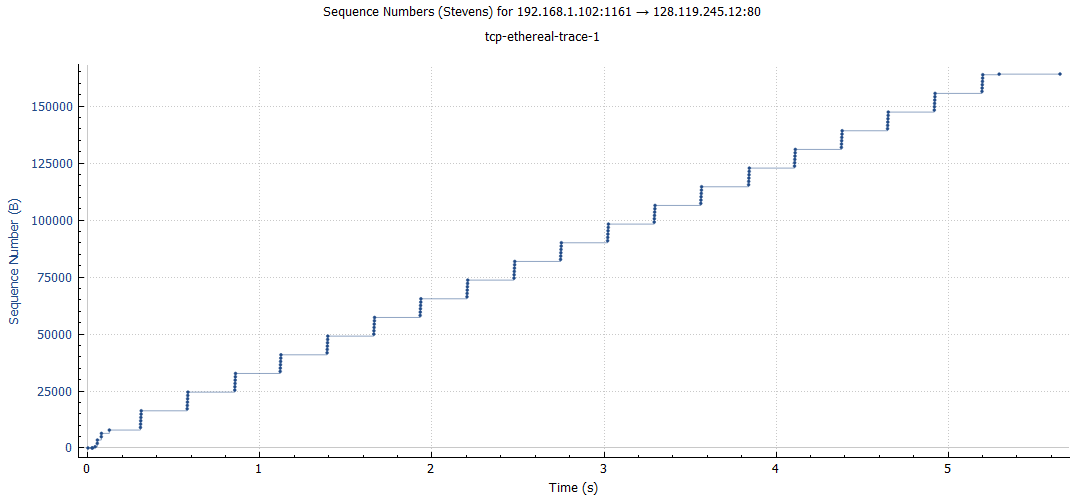 Sequence Numbers (Stevens) for 192.168.1.102:1161 → 128.119.245.12:80
tcp-ethereal-trace-1
Sequence Number (B)
150000
125000
100000
75000
50000
25000
0
0 1 2 3 4 5
Time (s)